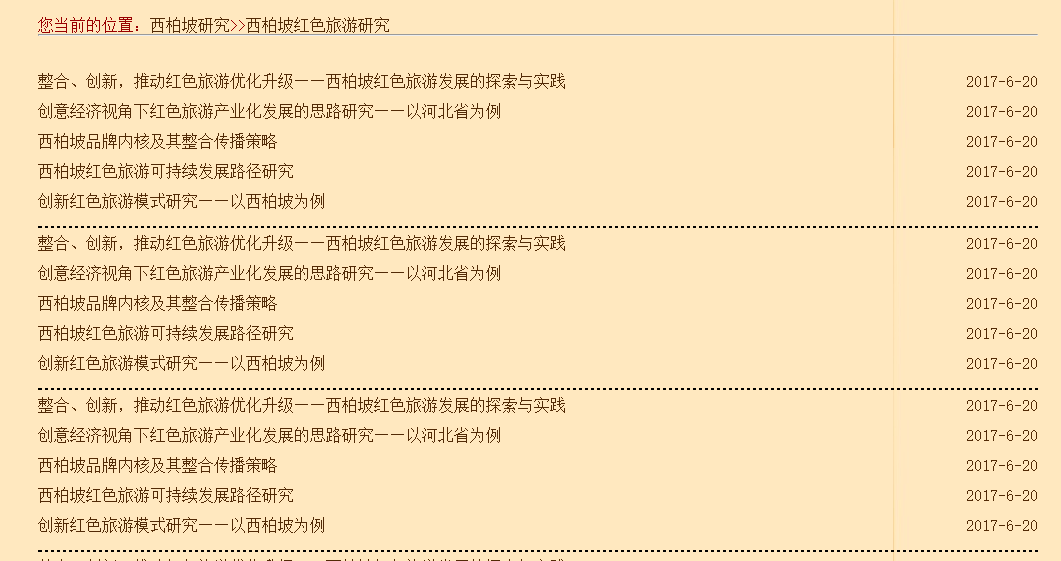 您当前的位置：西柏坡研究>>西柏坡红色旅游研究
整合、创新，推动红色旅游优化升级——西柏坡红色旅游发展的探索与实践 2017-6-20
创意经济视角下红色旅游产业化发展的思路研究——以河北省为例 2017-6-20
西柏坡品牌内核及其整合传播策略 2017-6-20
西柏坡红色旅游可持续发展路径研究 2017-6-20
创新红色旅游模式研究——以西柏坡为例 2017-6-20
整合、创新，推动红色旅游优化升级——西柏坡红色旅游发展的探索与实践 2017-6-20
创意经济视角下红色旅游产业化发展的思路研究——以河北省为例 2017-6-20
西柏坡品牌内核及其整合传播策略 2017-6-20
西柏坡红色旅游可持续发展路径研究 2017-6-20
创新红色旅游模式研究——以西柏坡为例 2017-6-20
整合、创新，推动红色旅游优化升级——西柏坡红色旅游发展的探索与实践 2017-6-20
创意经济视角下红色旅游产业化发展的思路研究——以河北省为例 2017-6-20
西柏坡品牌内核及其整合传播策略 2017-6-20
西柏坡红色旅游可持续发展路径研究 2017-6-20
创新红色旅游模式研究——以西柏坡为例 2017-6-20